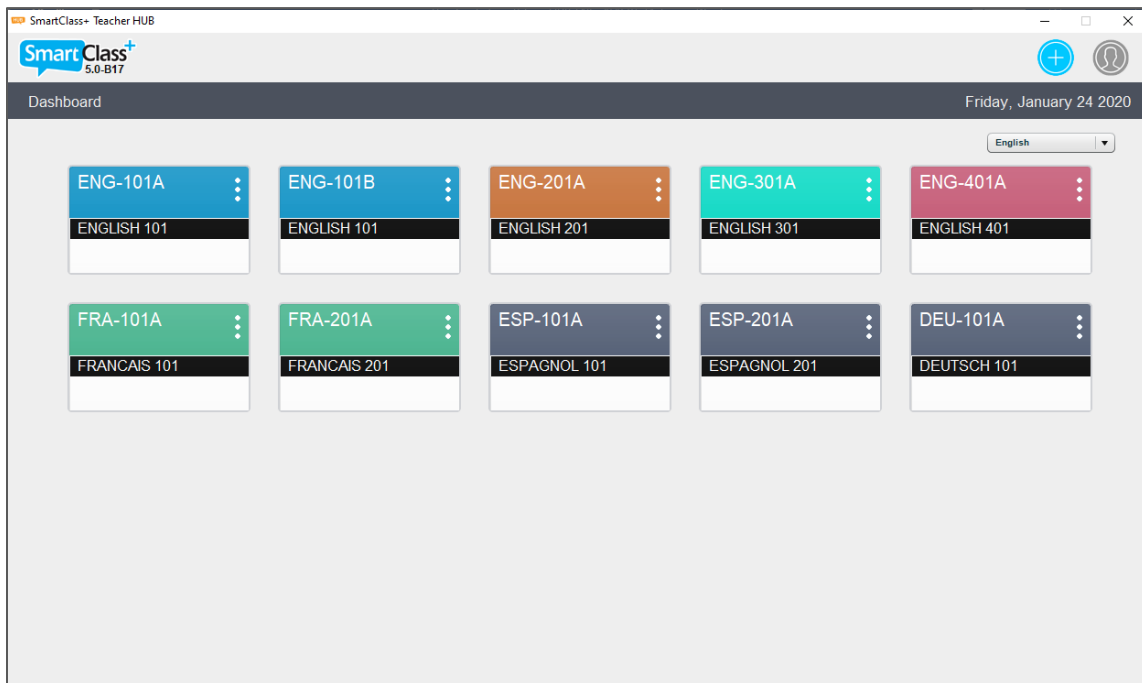 SmartClass+ Teacher HUB
Smart Class+
5.0-B17
Dashboard
Friday, January 24 2020
English
ENG-101A
ENGLISH 101
ENG-101B
ENGLISH 101
ENG-201A
ENGLISH 201
ENG-301A
ENGLISH 301
ENG-401A
ENGLISH 401
FRA-101A
FRANCAIS 101
FRA-201A
FRANCAIS 201
ESP-101A
ESPAGNOL 101
ESP-201A
ESPAGNOL 201
DEU-101A
DEUTSCH 101